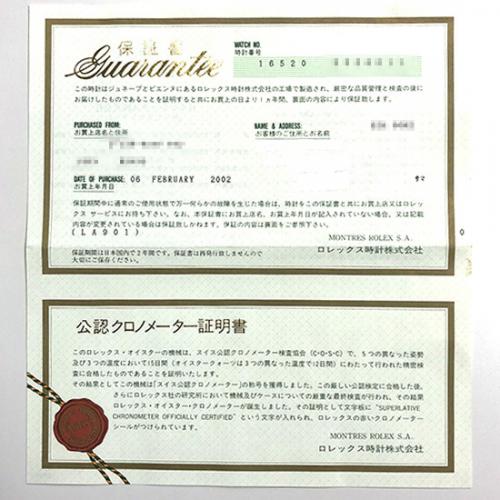 保証書
Guarantee
WATCH NO.
時計番号
16520
この時計はジュネーブとビエンヌにあるロレックス時計株式会社の工場で製造され、厳密な品質管理と検査の後に
お届けしたものであることを証明すると共にお買上の日より1ヵ年間、裏面の内容により保証致します。
PURCHASED FROM:
お買上店名と住所
NAME & ADDRESS:
お客様のご住所とお名前
DATE OF PURCHASE: 06 FEBRUARY 2002
お買上年月日
サマ
保証期間中に通常のご使用状態で万一何らかの故障を生じた場合は、時計をこの保証書と共にお買上店又はロレッ
クス サービスにお持ち下さい。なお、本保証書にお買上店名、お買上年月日が記入されていない場合、又は記載
内容が変更されている場合は保証致しかねます。保証の内容は裏面をご参照下さい。
(LA901)
MONTRES ROLEX S.A.
ロレックス時計株式会社
保証期間は日本国内で2年間です。保証書は再発行致しませんので
大切にご保存ください。
公認クロノメーター証明書
このロレックス・オイスターの機械は、スイス公認クロノメーター検査協会(C・O・S・C)で、5つの異なった姿勢
及び3つの温度において15日間(オイスタークォーツは3つの異なった温度で12日間)にわたって行われた精密検
査に合格したものであることを証明いたします。
その結果としてこの機械は「スイス公認クロノメーター」の称号を獲得しました。この厳しい公認検定に合格した後、
さらにロレックス社の研究所において機械及びケースについての厳重な最終検査が行われ、その結果
ロレックス・オイスター・クロノメーターが誕生しました。その証明として文字板に"SUPERLATIVE
CHRONOMETER OFFICIALLY CERTIFIED"という文字が入れられ、ロレックスの赤いクロノメーター
シールがつけられています。
MONTRES ROLEX S.A.
ロレックス時計株式会社